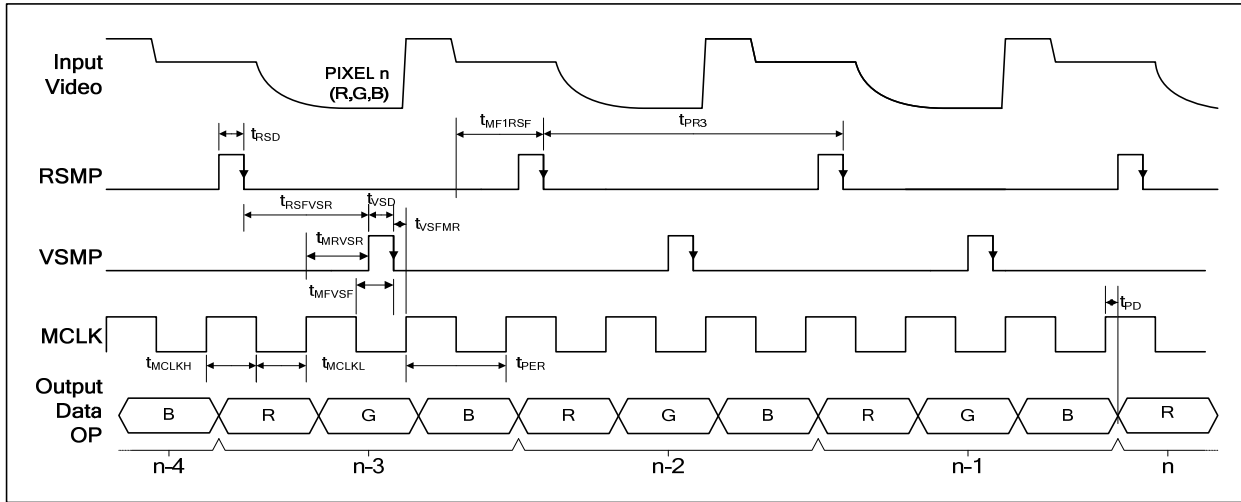 Input
Video
PIXEL n
(R,G,B)
tRSD
tMF1RSF
tPR3
RSMP
tRSFVSR
tVSD
tVSFMR
tMRVSR
VSMP
tMFVSF
tPD
MCLK
tMCLKH
tMCLKL
tPER
Output
Data
OP
B R G B R G B R G B R
n-4 n-3 n-2 n-1 n